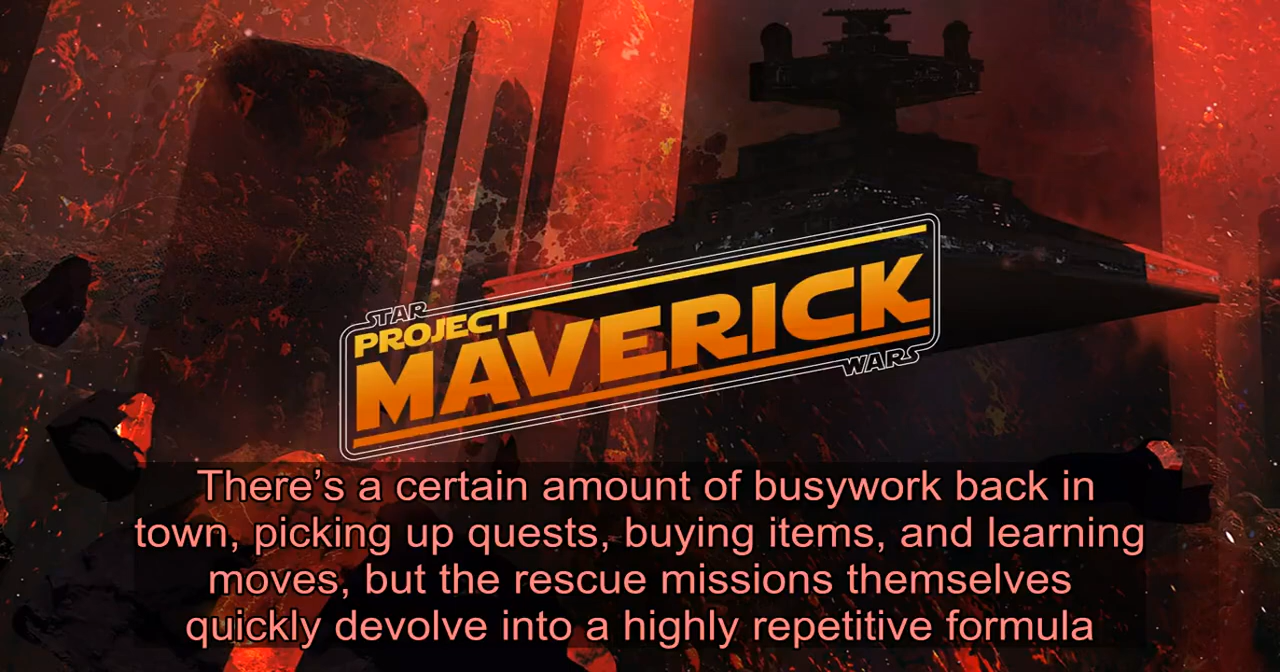 STAR
PROJECT
MAVERICK
WARS
There’s a certain amount of busywork back in
town, picking up quests, buying items, and learning
moves, but the rescue missions themselves
quickly devolve into a highly repetitive formula